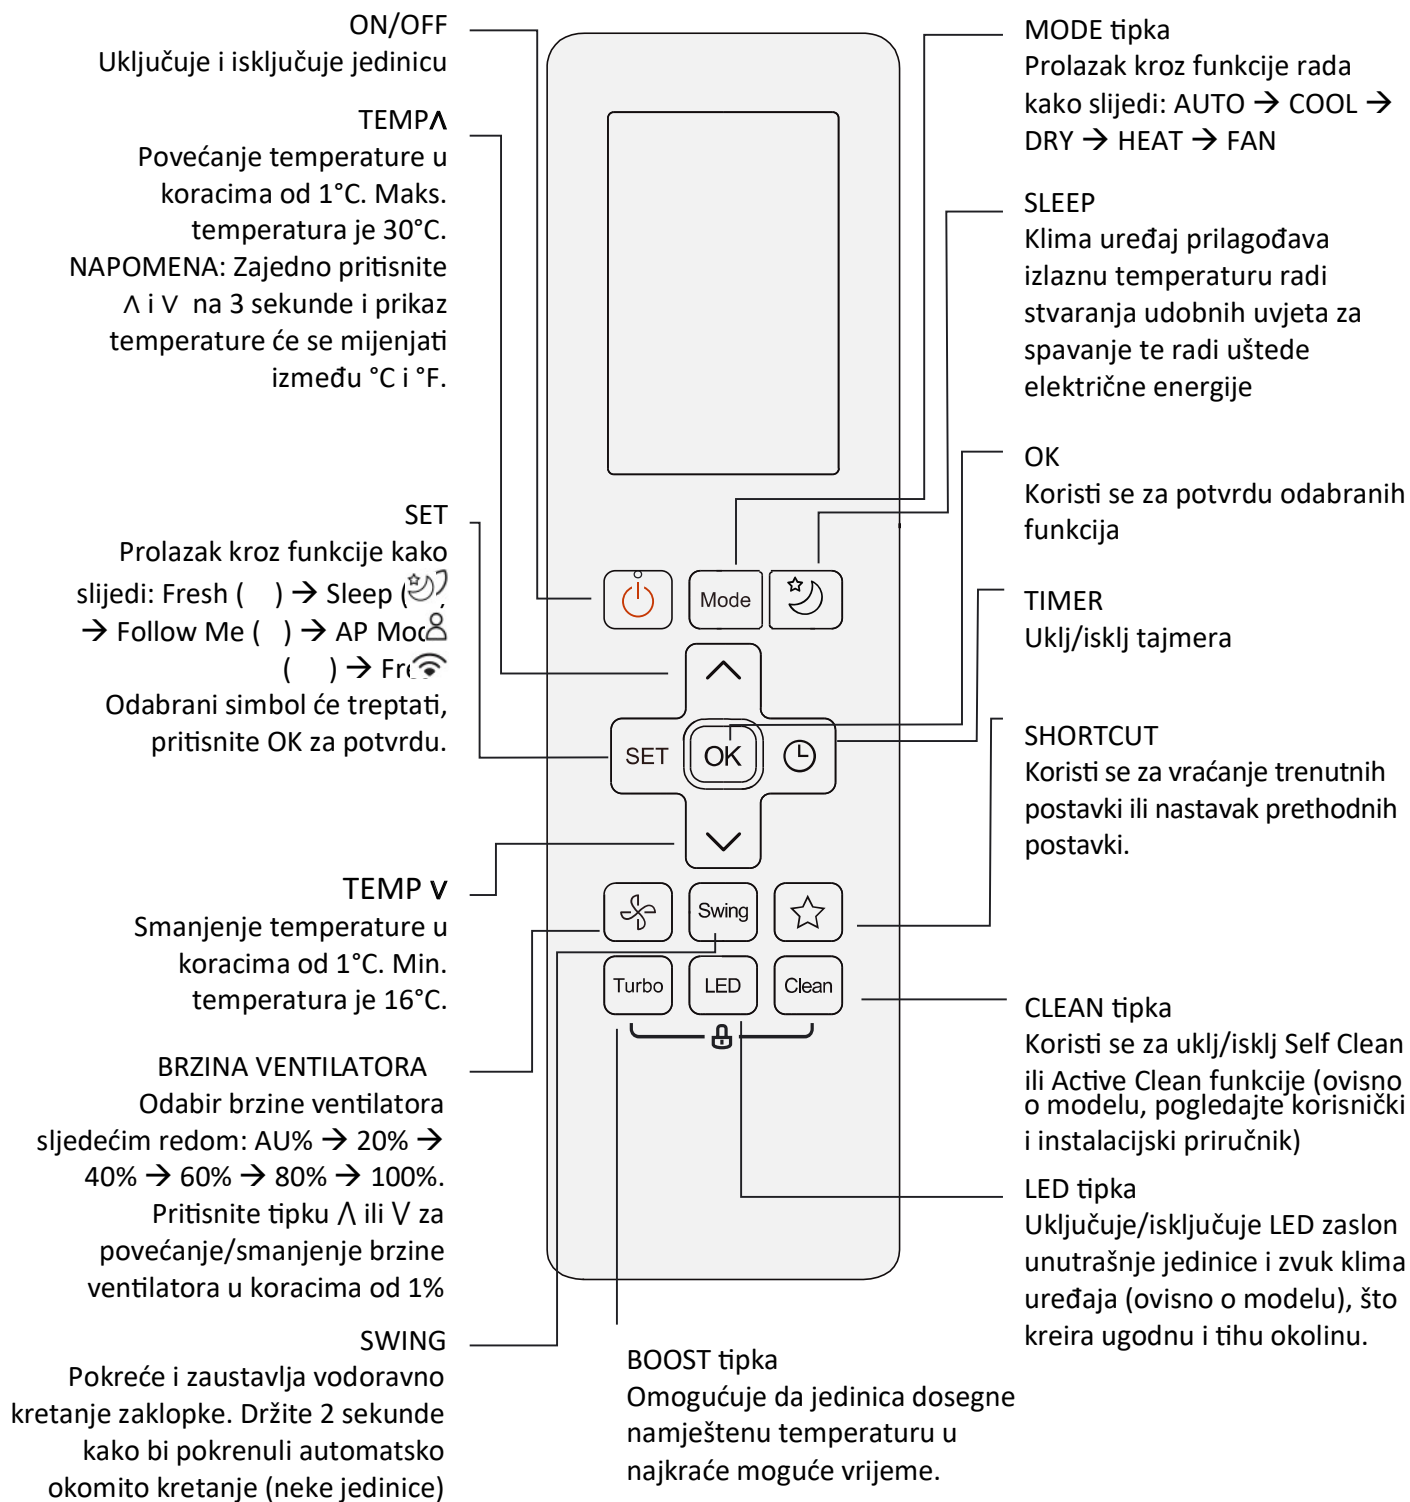 ON/OFF
Uključuje i isključuje jedinicu
TEMP∧
Povećanje temperature u
koracima od 1°C. Maks.
temperatura je 30°C.
NAPOMENA: Zajedno pritisnite
∧ i ∨ na 3 sekunde i prikaz
temperature će se mijenjati
između °C i °F.
SET
Prolazak kroz funkcije kako
slijedi: Fresh ( ) → Sleep (
→ Follow Me ( ) → AP Mod
( ) → Fre
Odabrani simbol će treptati,
pritisnite OK za potvrdu.
TEMP ∨
Smanjenje temperature u
koracima od 1°C. Min.
temperatura je 16°C.
BRZINA VENTILATORA
Odabir brzine ventilatora
sljedećim redom: AU% → 20% →
40% → 60% → 80% → 100%.
Pritisnite tipku ∧ ili ∨ za
povećanje/smanjenje brzine
ventilatora u koracima od 1%
SWING
Pokreće i zaustavlja vodoravno
kretanje zaklopke. Držite 2 sekunde
kako bi pokrenuli automatsko
okomito kretanje (neke jedinice)
Mode
SET
OK
Swing
Turbo
LED
Clean
BOOST tipka
Omogućuje da jedinica dosegne
namještenu temperaturu u
najkraće moguće vrijeme.
MODE tipka
Prolazak kroz funkcije rada
kako slijedi: AUTO → COOL →
DRY → HEAT → FAN
SLEEP
Klima uređaj prilagođava
izlaznu temperaturu radi
stvaranja udobnih uvjeta za
spavanje te radi uštede
električne energije
OK
Koristi se za potvrdu odabranih
funkcija
TIMER
Uklj/isklj tajmera
SHORTCUT
Koristi se za vraćanje trenutnih
postavki ili nastavak prethodnih
postavki.
CLEAN tipka
Koristi se za uklj/isklj Self Clean
ili Active Clean funkcije (ovisno
o modelu, pogledajte korisnički
i instalacijski priručnik)
LED tipka
Uključuje/isključuje LED zaslon
unutrašnje jedinice i zvuk klima
uređaja (ovisno o modelu), što
kreira ugodnu i tihu okolinu.